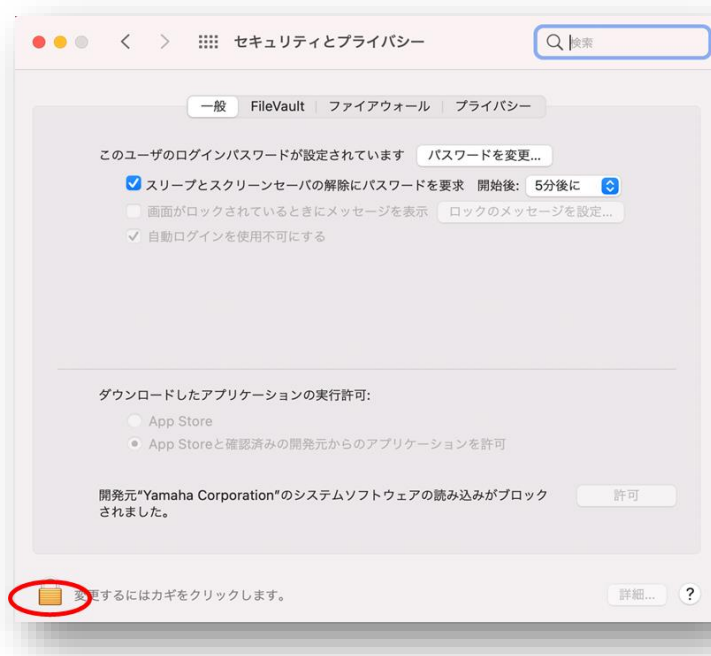 セキュリティとプライバシー
検索
一般 FileVault ファイアウォール プライバシー
このユーザのログインパスワードが設定されています パスワードを変更...
スリープとスクリーンセーバの解除にパスワードを要求 開始後: 5分後に
画面がロックされているときにメッセージを表示 ロックのメッセージを設定...
自動ログインを使用不可にする
ダウンロードしたアプリケーションの実行許可:
App Store
App Storeと確認済みの開発元からのアプリケーションを許可
開発元"Yamaha Corporation"のシステムソフトウェアの読み込みがブロック 許可
されました。
変更するにはカギをクリックします。 詳細... ?